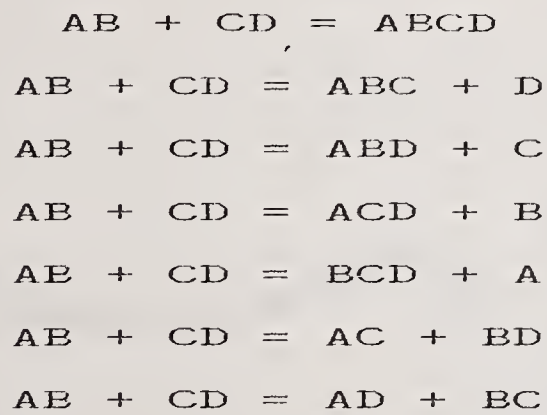 AB + CD = ABCD
AB + CD = ABC + D
AB + CD = ABD + C
AB + CD = ACD + B
AB + CD = BCD + A
AB + CD = AC + BD
AB + CD = AD + BC